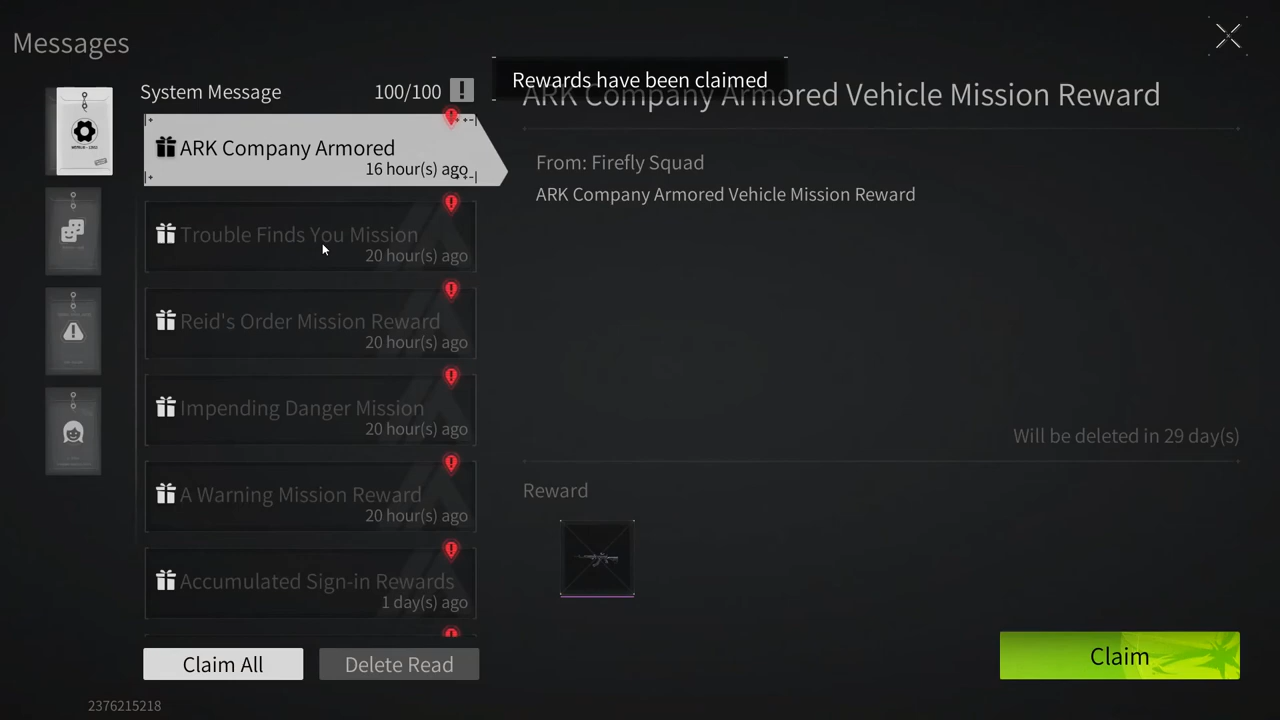 Messages
System Message 100/100
Rewards have been claimed
ARK Company Armored Vehicle Mission Reward
ARK Company Armored
16 hour(s) ago
From: Firefly Squad
ARK Company Armored Vehicle Mission Reward
Trouble Finds You Mission
20 hour(s) ago
Reid's Order Mission Reward
20 hour(s) ago
Impending Danger Mission
20 hour(s) ago
Will be deleted in 29 day(s)
A Warning Mission Reward
20 hour(s) ago
Reward
Accumulated Sign-in Rewards
1 day(s) ago
Claim All
Delete Read
Claim
2376215218